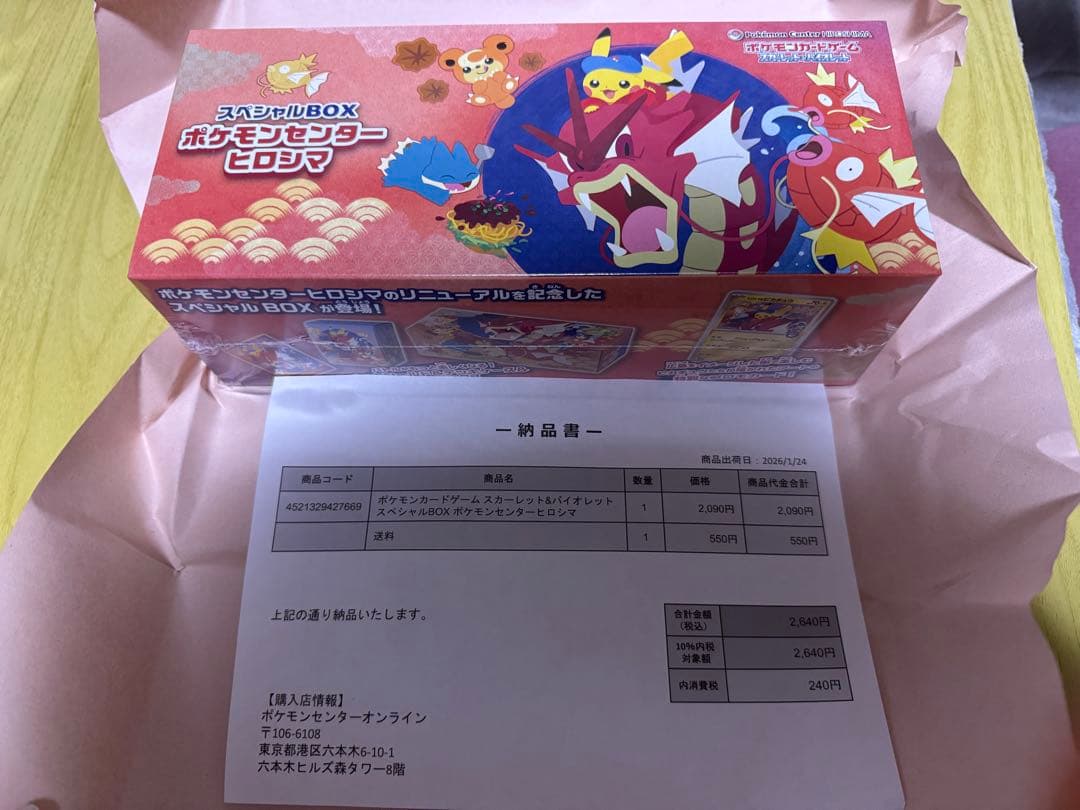 Pokémon Center HIROSHIMA
ポケモンカードゲーム
スカーレット&バイオレット
スペシャルBOX
ポケモンセンター
ヒロシマ
ポケモンセンターヒロシマのリニューアルを記念した
きねん
スペシャルBOXが登場!
ー 納 品 書 ー
商品出荷日:2026/1/24
商品コード 商品名 数量 価格 商品代金合計
4521329427669 ポケモンカードゲーム スカーレット&バイオレット 1 2,090円 2,090円
スペシャルBOX ポケモンセンターヒロシマ
送料 1 550円 550円
上記の通り納品いたします。
合計金額
(税込) 2,640円
10%内税
対象額 2,640円
内消費税 240円
【購入店情報】
ポケモンセンターオンライン
〒106-6108
東京都港区六本木6-10-1
六本木ヒルズ森タワー8階